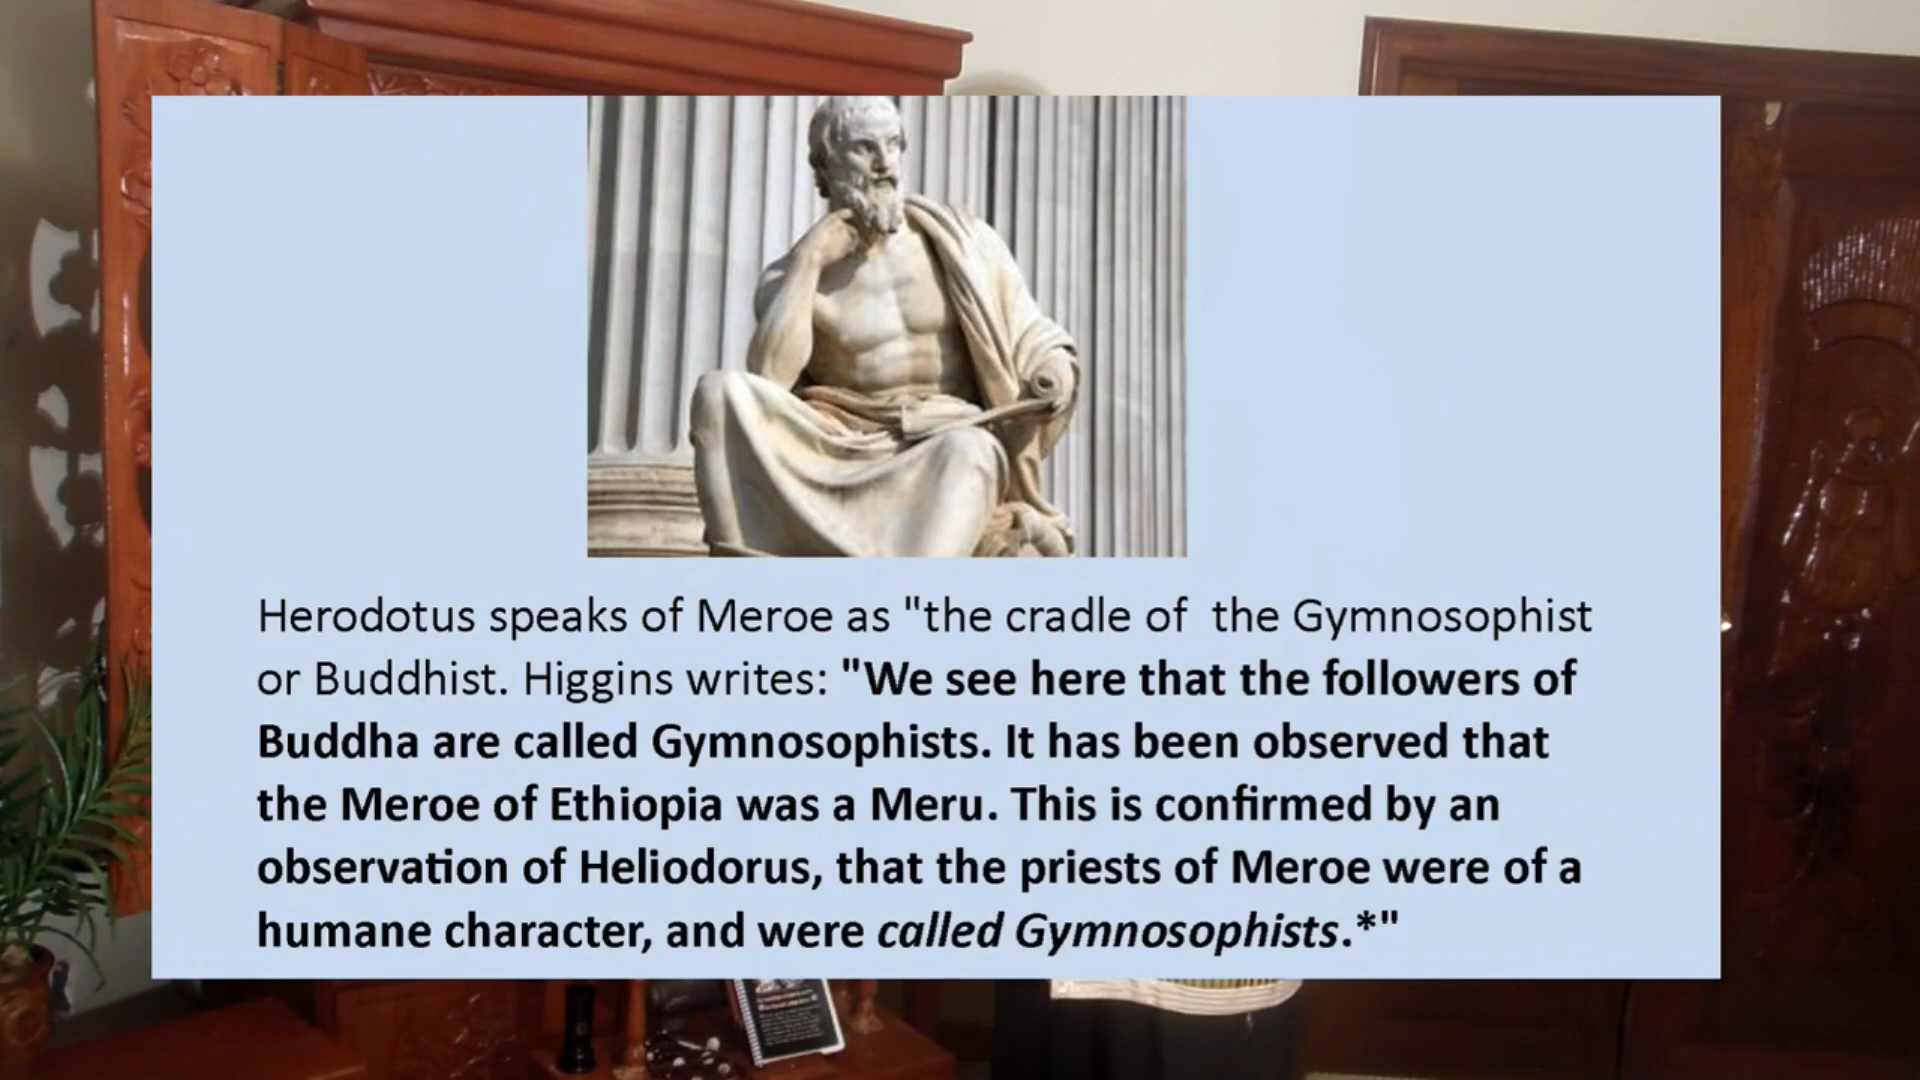 Herodotus speaks of Meroe as "the cradle of  the Gymnosophist
or Buddhist. Higgins writes: "We see here that the followers of
Buddha are called Gymnosophists. It has been observed that
the Meroe of Ethiopia was a Meru. This is confirmed by an
observation of Heliodorus, that the priests of Meroe were of a
humane character, and were called Gymnosophists.*"